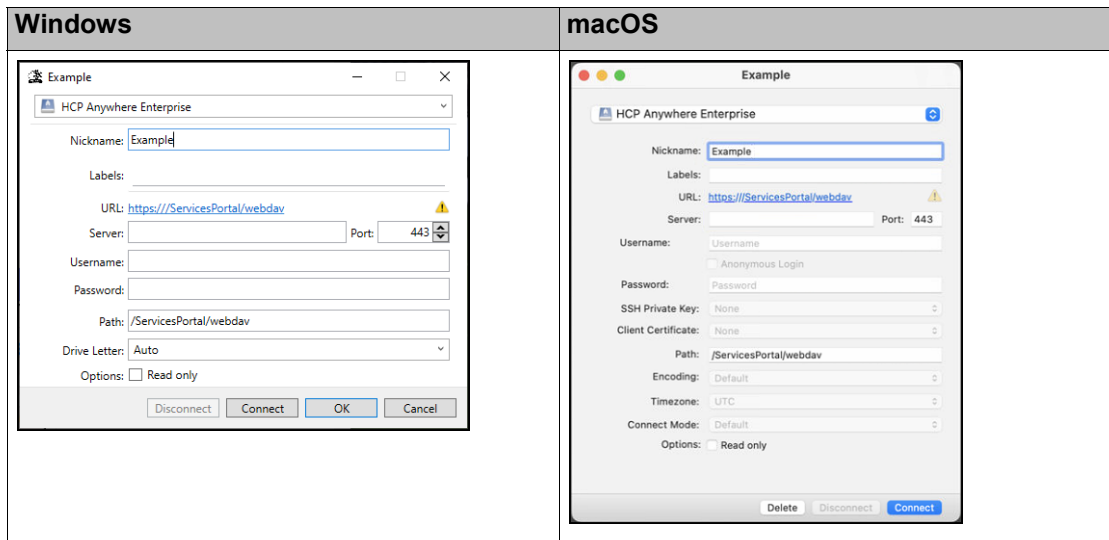 Windows
macOS
Example
HCP Anywhere Enterprise
Nickname: Example
Labels:
URL: https:///ServicesPortal/webdav
Server: Port: 443
Username:
Password:
Path: /ServicesPortal/webdav
Drive Letter: Auto
Options: Read only
Disconnect Connect OK Cancel
Example
HCP Anywhere Enterprise
Nickname: Example
Labels:
URL: https:///ServicesPortal/webdav
Server: Port: 443
Username: Username
Anonymous Login
Password: Password
SSH Private Key: None
Client Certificate: None
Path: /ServicesPortal/webdav
Encoding: Default
Timezone: UTC
Connect Mode: Default
Options: Read only
Delete Disconnect Connect